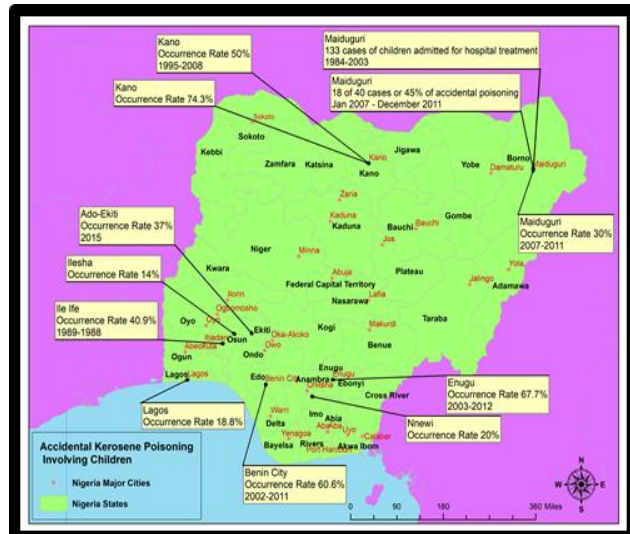 Kano
Occurrence Rate 50%
1995-2008
Maiduguri
133 cases of children admitted for hospital treatment
1984-2003
Kano
Occurrence Rate 74.3%
Maiduguri
18 of 40 cases or 45% of accidental poisoning
Jan 2007 - December 2011
Sokoto
Sokoto
Kebbi
Zamfara
Katsina
Kano
Kano
Jigawa
Yobe
Borno
Maiduguri
Damaturu
Zaria
Ado-Ekiti
Occurrence Rate 37%
2015
Kaduna
Kaduna
Bauchi
Bauchi
Gombe
Maiduguri
Occurrence Rate 30%
2007-2011
Niger
Minna
Jos
Ilesha
Occurrence Rate 14%
Kwara
Abuja
Plateau
Yola
Jalingo
Adamawa
Federal Capital Territory
Ile Ife
Occurrence Rate 40.9%
1989-1988
Ilorin
Ogbomosho
Nasarawa
Lafia
Oyo
Oyo
Taraba
Ekiti
Kogi
Makurdi
Ibadan
Osun
Oka-Akoko
Benue
Abeokuta
Ogun
Ondo
Owo
Enugu
Lagos
Lagos
Edo
Benin City
Anambra
Enugu
Ebonyi
Onitsha
Cross River
Enugu
Occurrence Rate 67.7%
2003-2012
Lagos
Occurrence Rate 18.8%
Imo
Abia
Nnewi
Occurrence Rate 20%
Warri
Delta
Aba
Uyo
Calabar
Yenagoa
Bayelsa
Rivers
Akwa Ibom
Port Harcourt
Accidental Kerosene Poisoning
Involving Children
Nigeria Major Cities
Nigeria States
Benin City
Occurrence Rate 60.6%
2002-2011
N
W
E
S
0
90
180
360 Miles